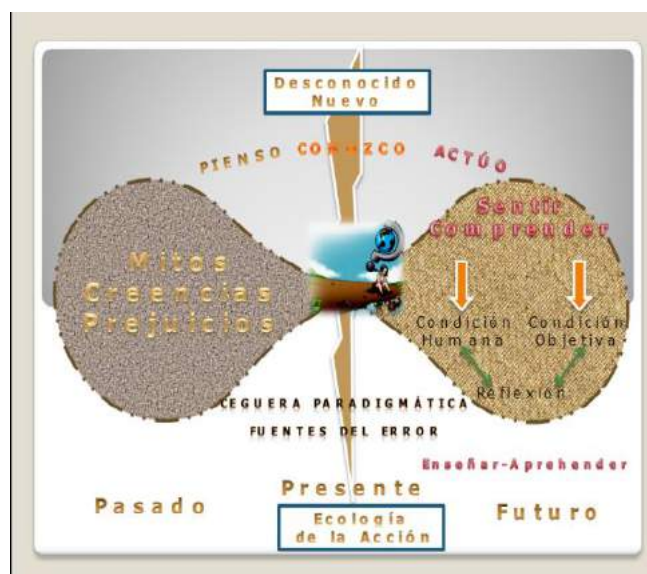 Desconocido
Nuevo
PIENSO CONOZCO ACTÚO
Mitos
Creencias
Prejuicios
Sentir
Comprender
Condición
Humana
Condición
Objetiva
Reflexión
CEGUERA PARADIGMÁTICA
FUENTES DEL ERROR
Enseñar-Aprehender
Pasado
Presente
Futuro
Ecología
de la Acción